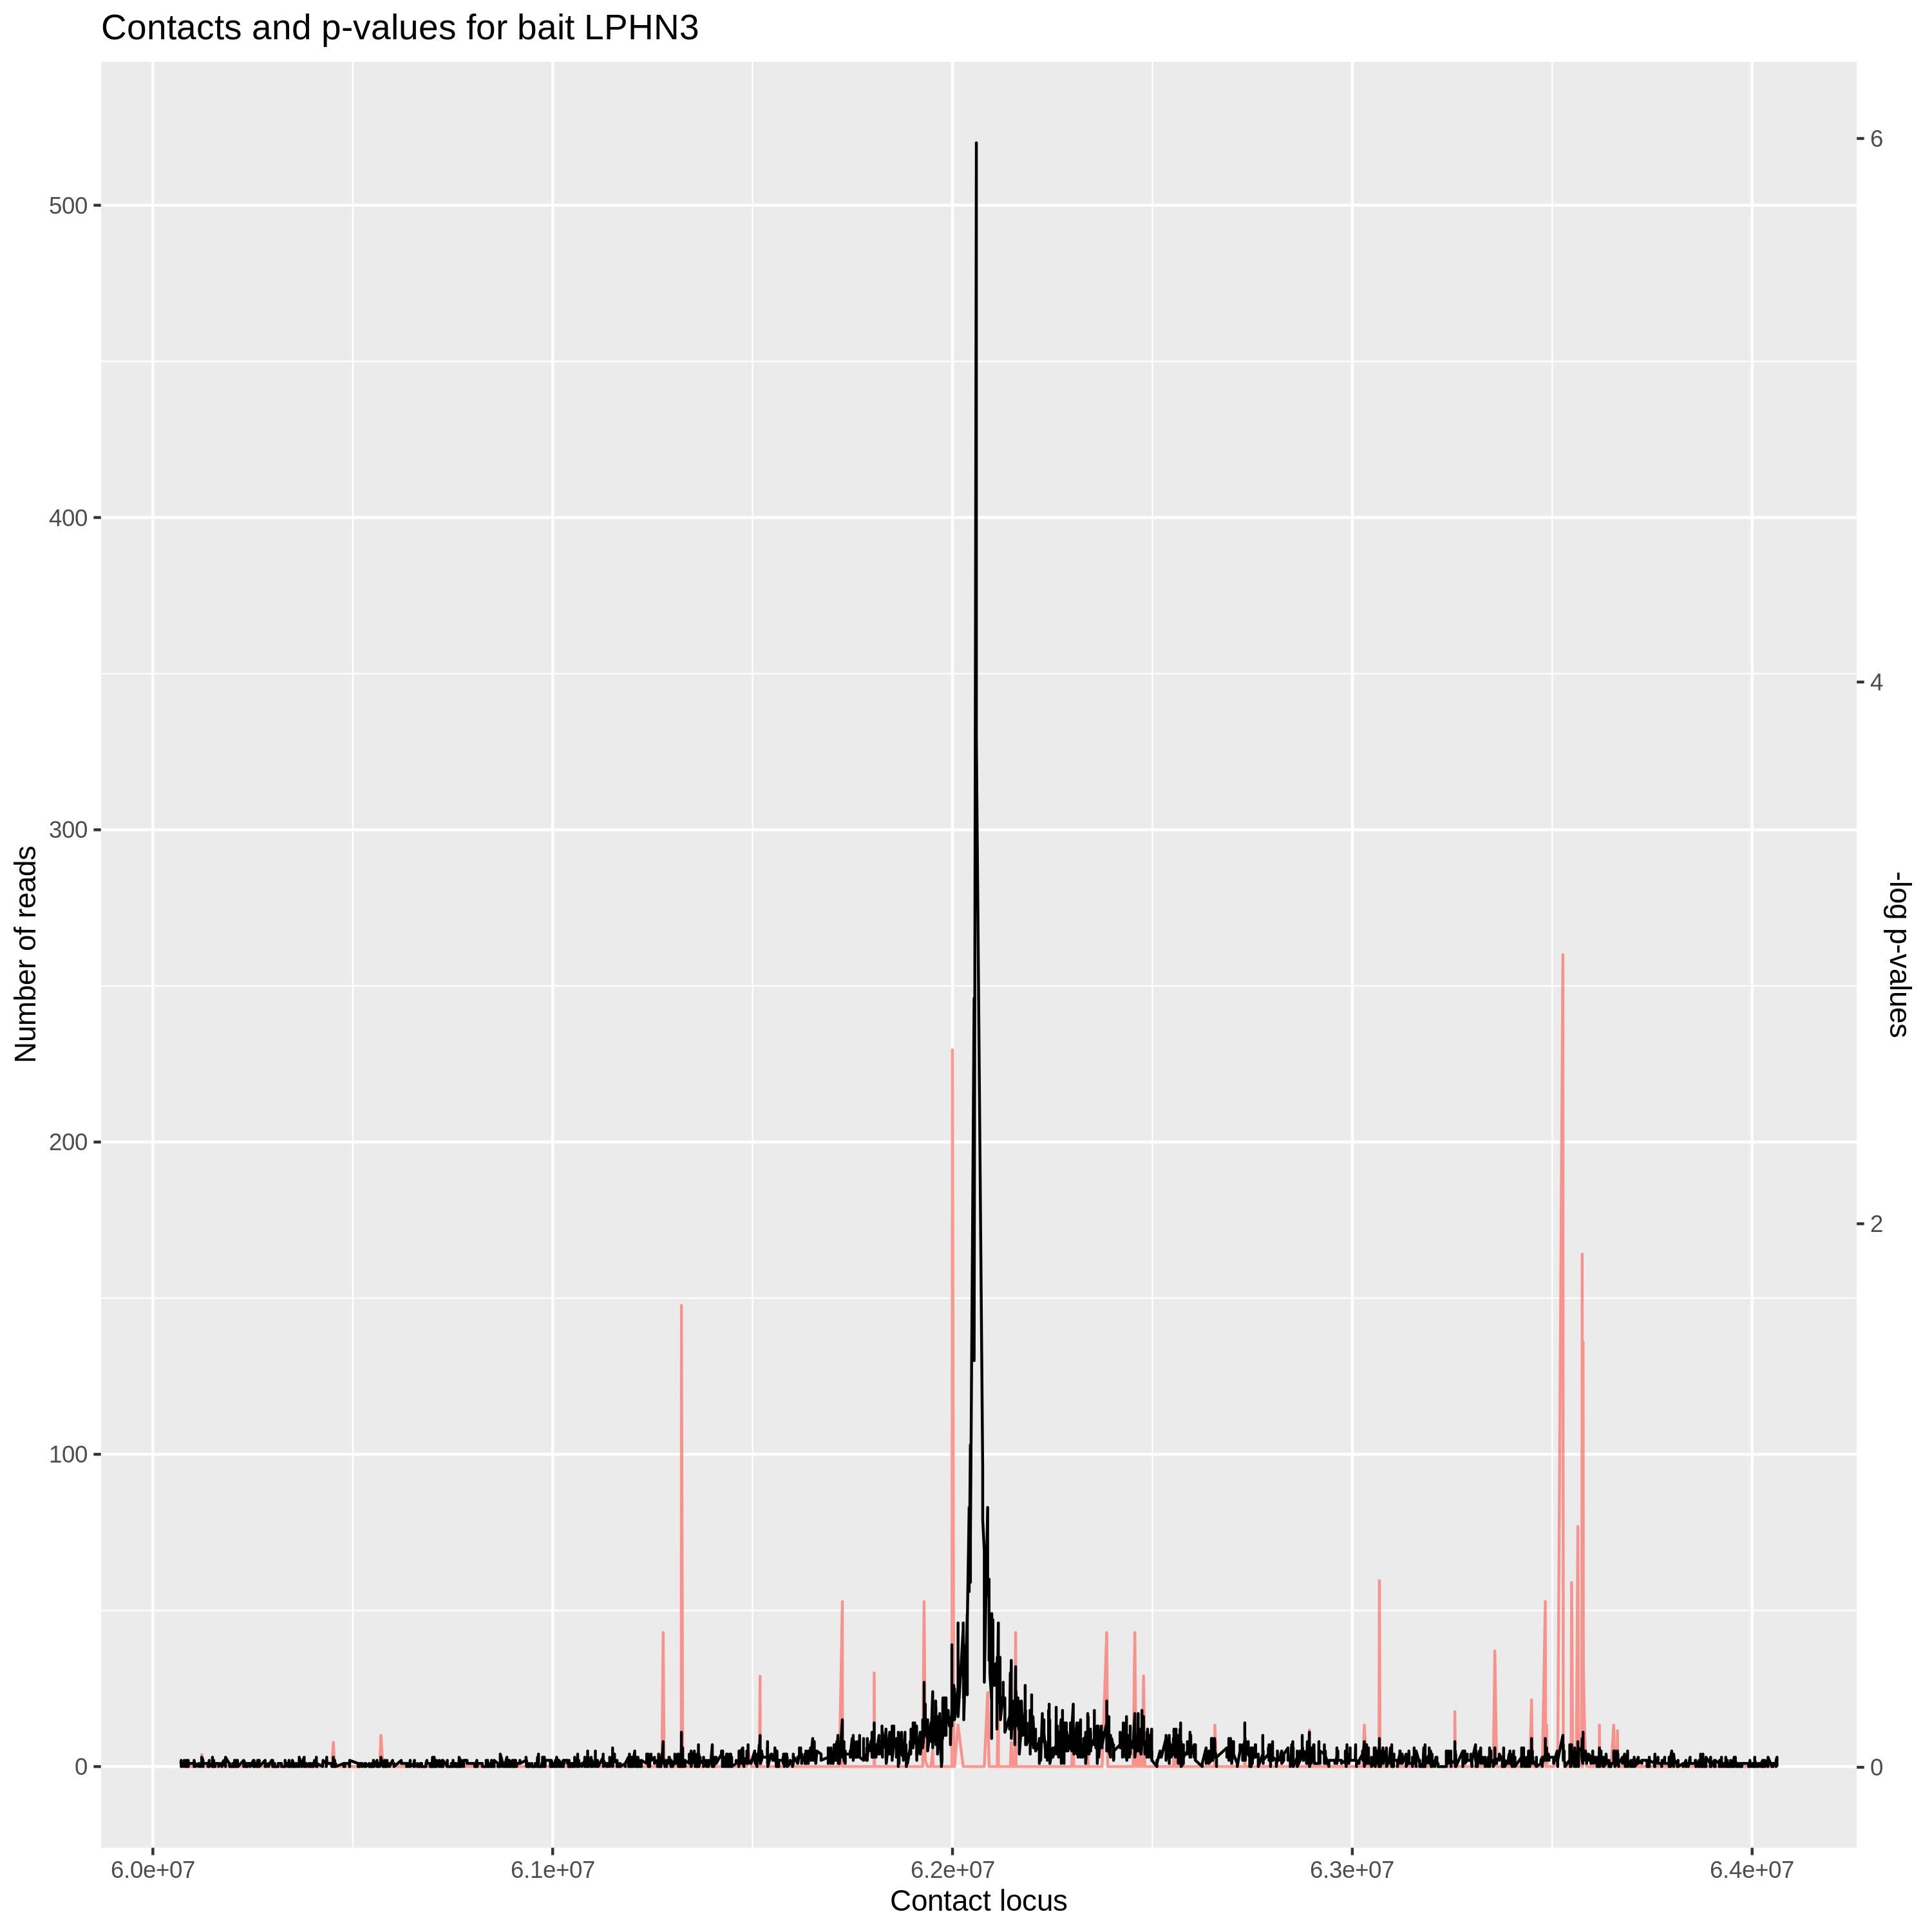 Contacts and p-values for bait LPHN3
500
400
300
200
100
0
Number of reads
6
4
2
0
-log p-values
6.0e+07
6.1e+07
6.2e+07
6.3e+07
6.4e+07
Contact locus